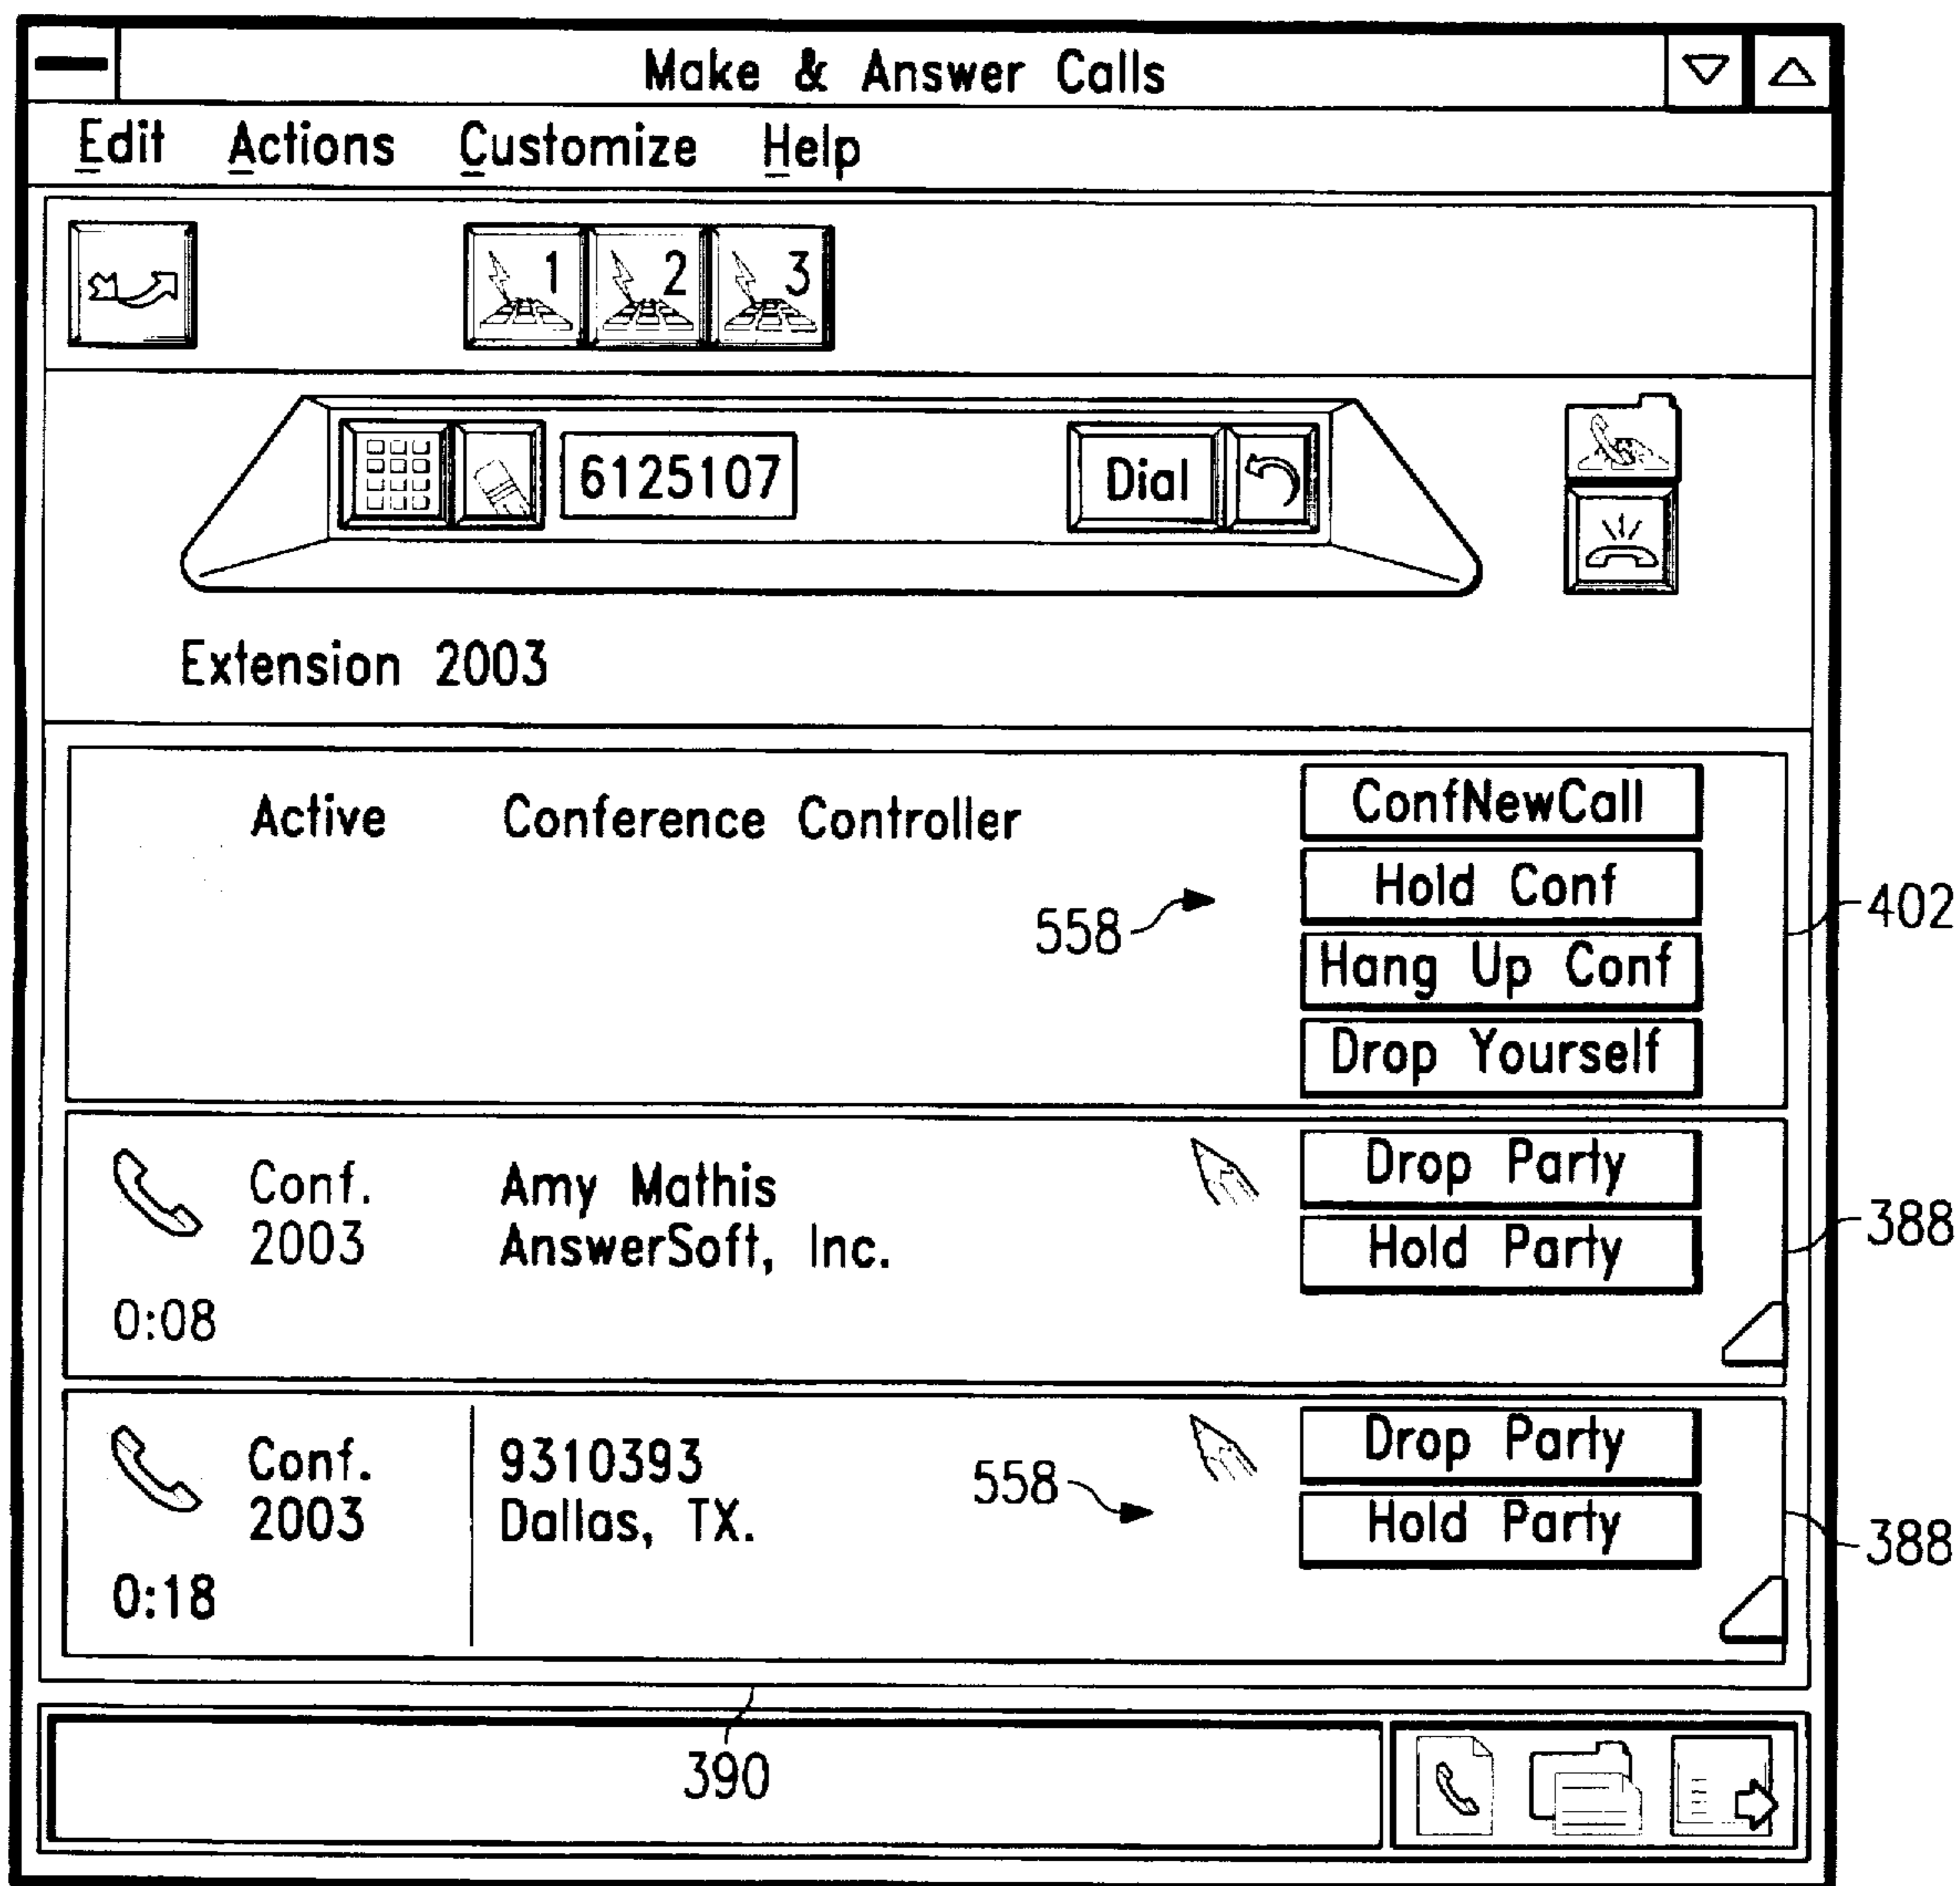 Make & Answer Calls
Edit Actions Customize Help
1 2 3
6125107 Dial
Extension 2003
Active Conference Controller
ConfNewCall
Hold Conf
558
402
Hang Up Conf
Drop Yourself
Conf. Amy Mathis
2003 AnswerSoft, Inc.
0:08
Drop Party
Hold Party
388
Conf. 9310393
2003 Dallas, TX.
0:18
558
Drop Party
Hold Party
388
390